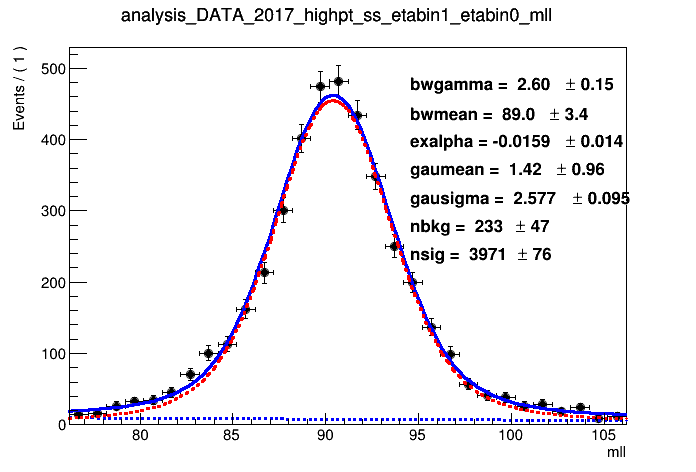 analysis_DATA_2017_highpt_ss_etabin1_etabin0_mll
Events / ( 1 )
500
400
300
200
100
0
bwgamma = 2.60 ± 0.15
bwmean = 89.0 ± 3.4
exalpha = -0.0159 ± 0.014
gaumean = 1.42 ± 0.96
gausigma = 2.577 ± 0.095
nbkg = 233 ± 47
nsig = 3971 ± 76
80 85 90 95 100 105
mll